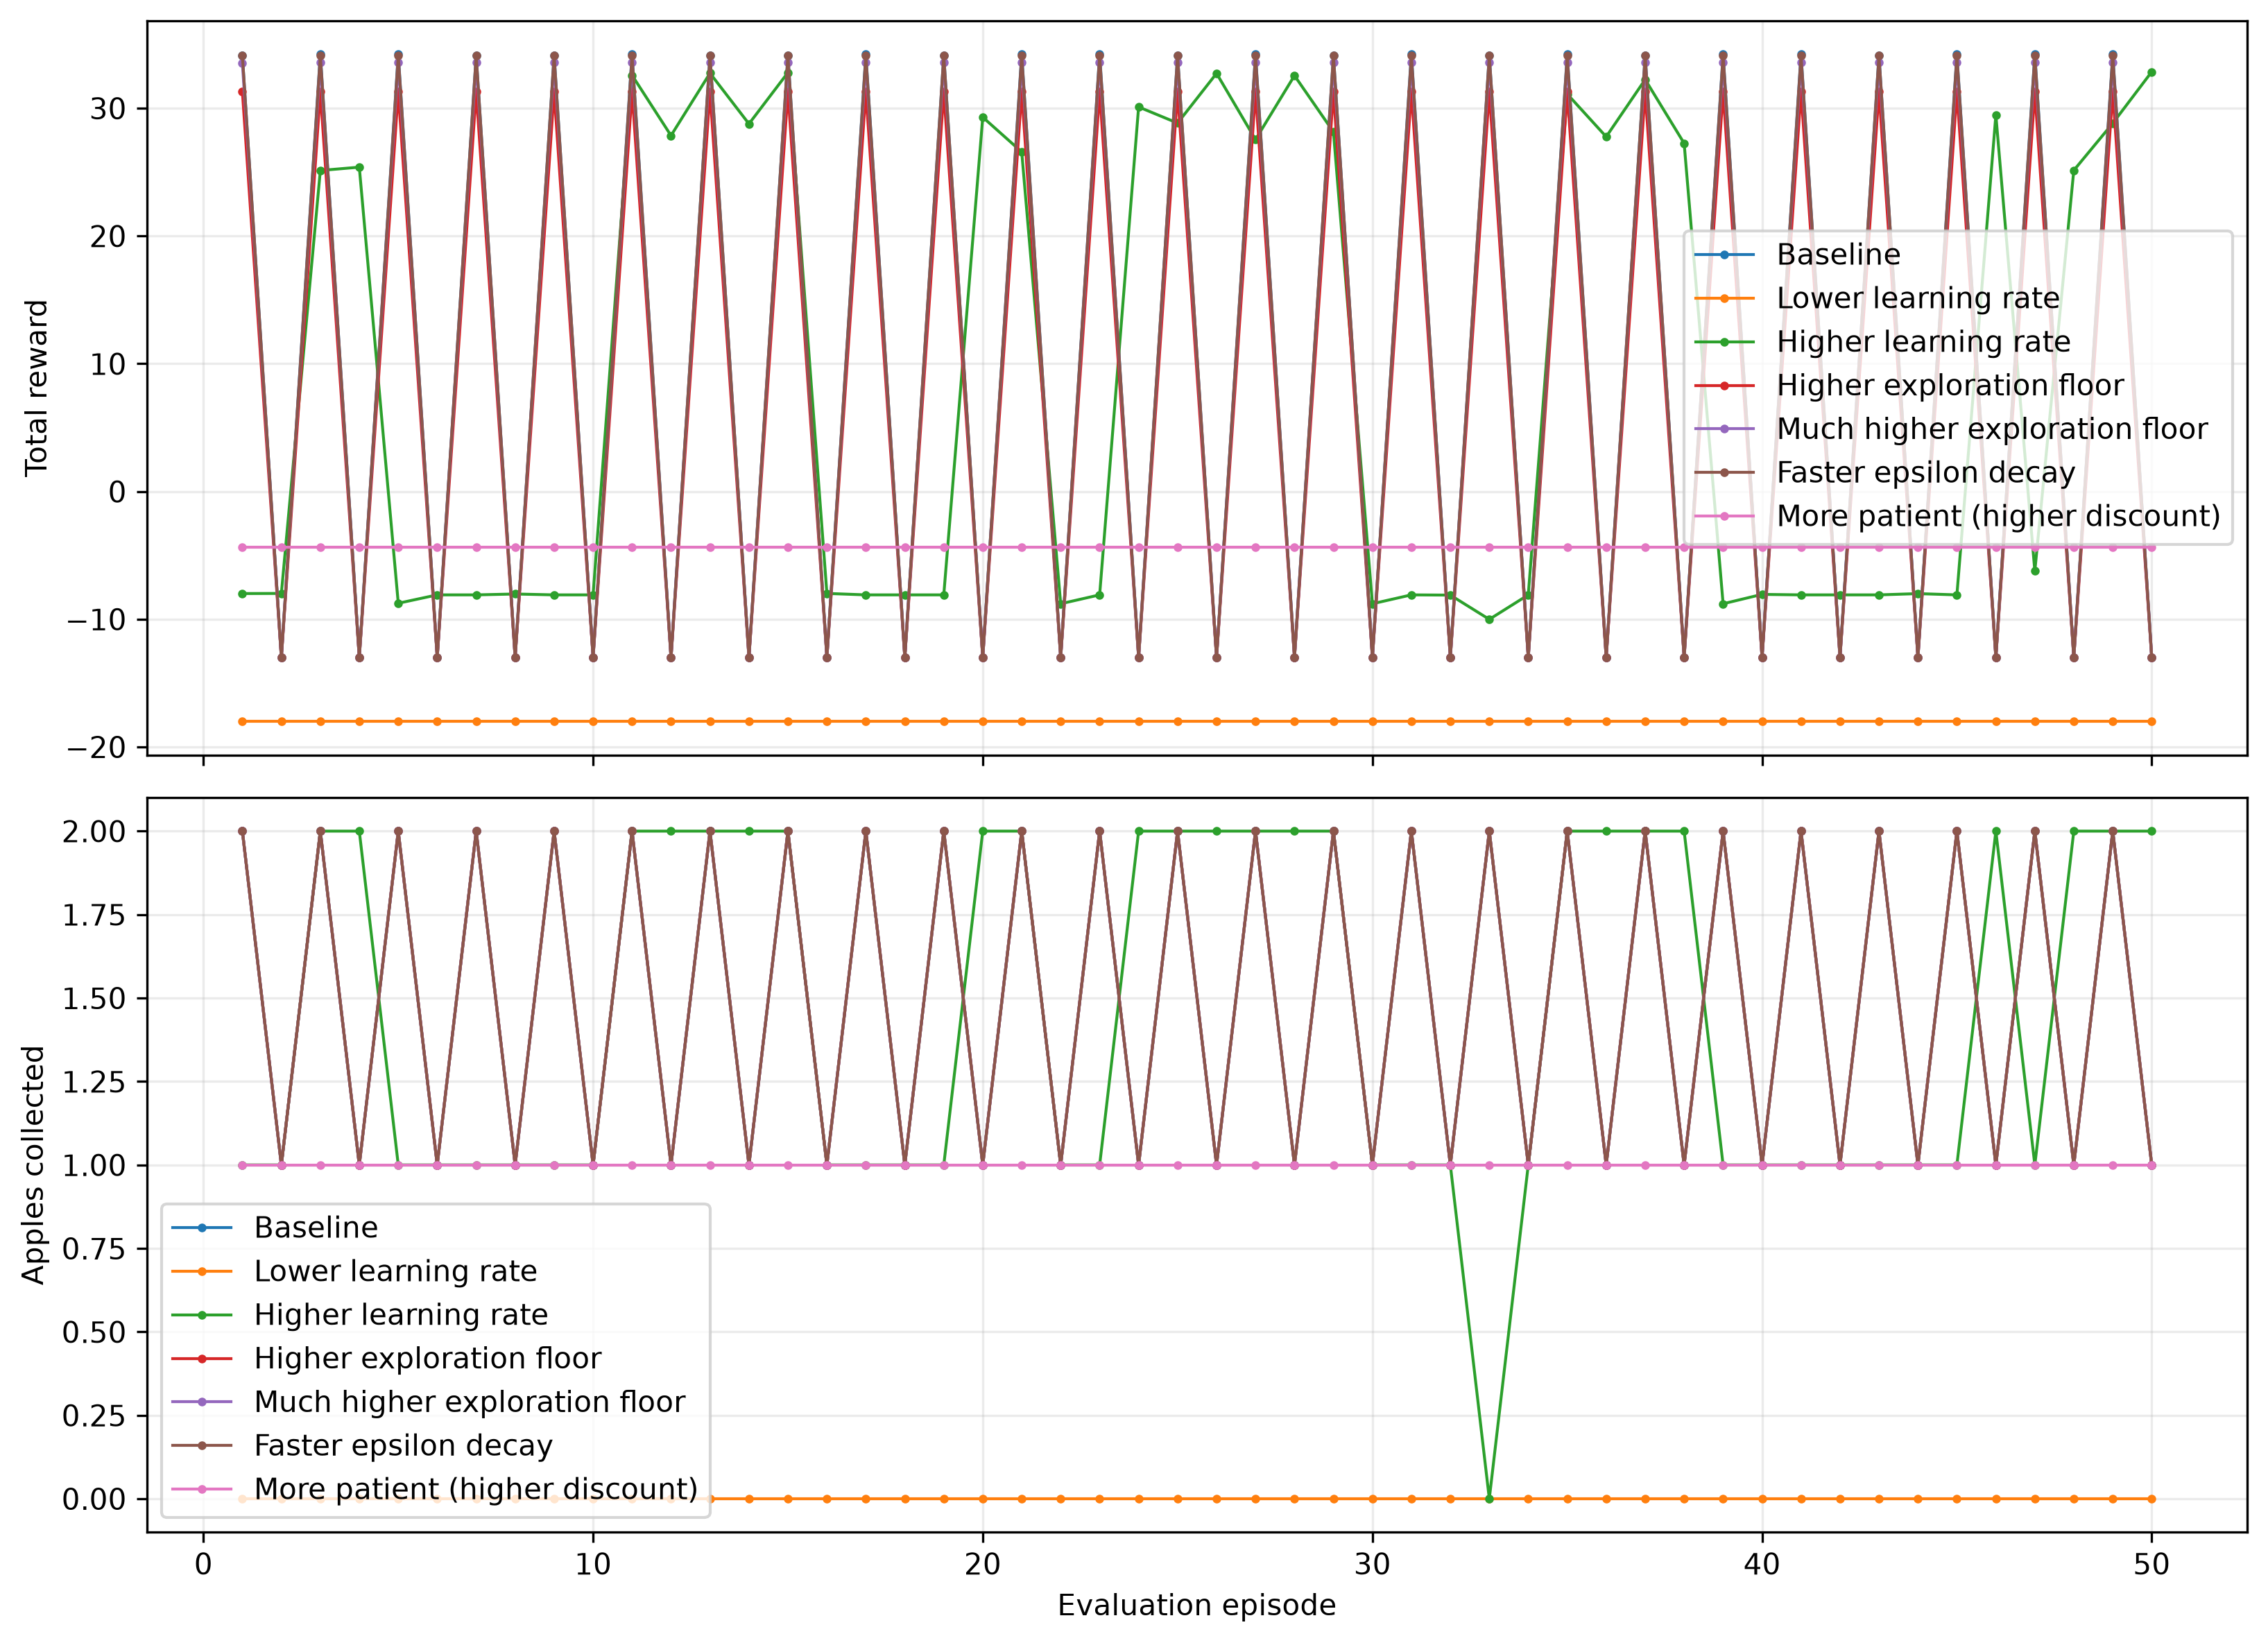 30
20
10
0
−10
−20
Total reward
Baseline
Lower learning rate
Higher learning rate
Higher exploration floor
Much higher exploration floor
Faster epsilon decay
More patient (higher discount)
2.00
1.75
1.50
1.25
1.00
0.75
0.50
0.25
0.00
Apples collected
Baseline
Lower learning rate
Higher learning rate
Higher exploration floor
Much higher exploration floor
Faster epsilon decay
More patient (higher discount)
0 10 20 30 40 50
Evaluation episode